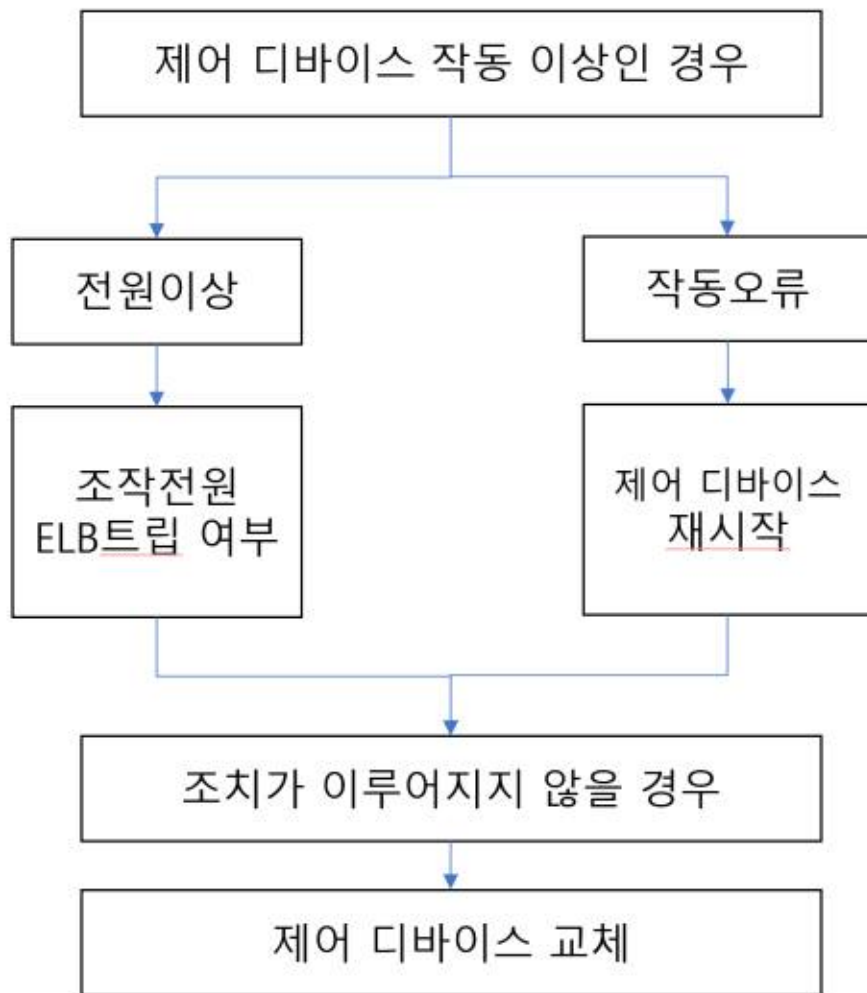 제어 디바이스 작동 이상인 경우
전원이상
작동오류
조작전원
ELB트립 여부
제어 디바이스
재시작
조치가 이루어지지 않을 경우
제어 디바이스 교체